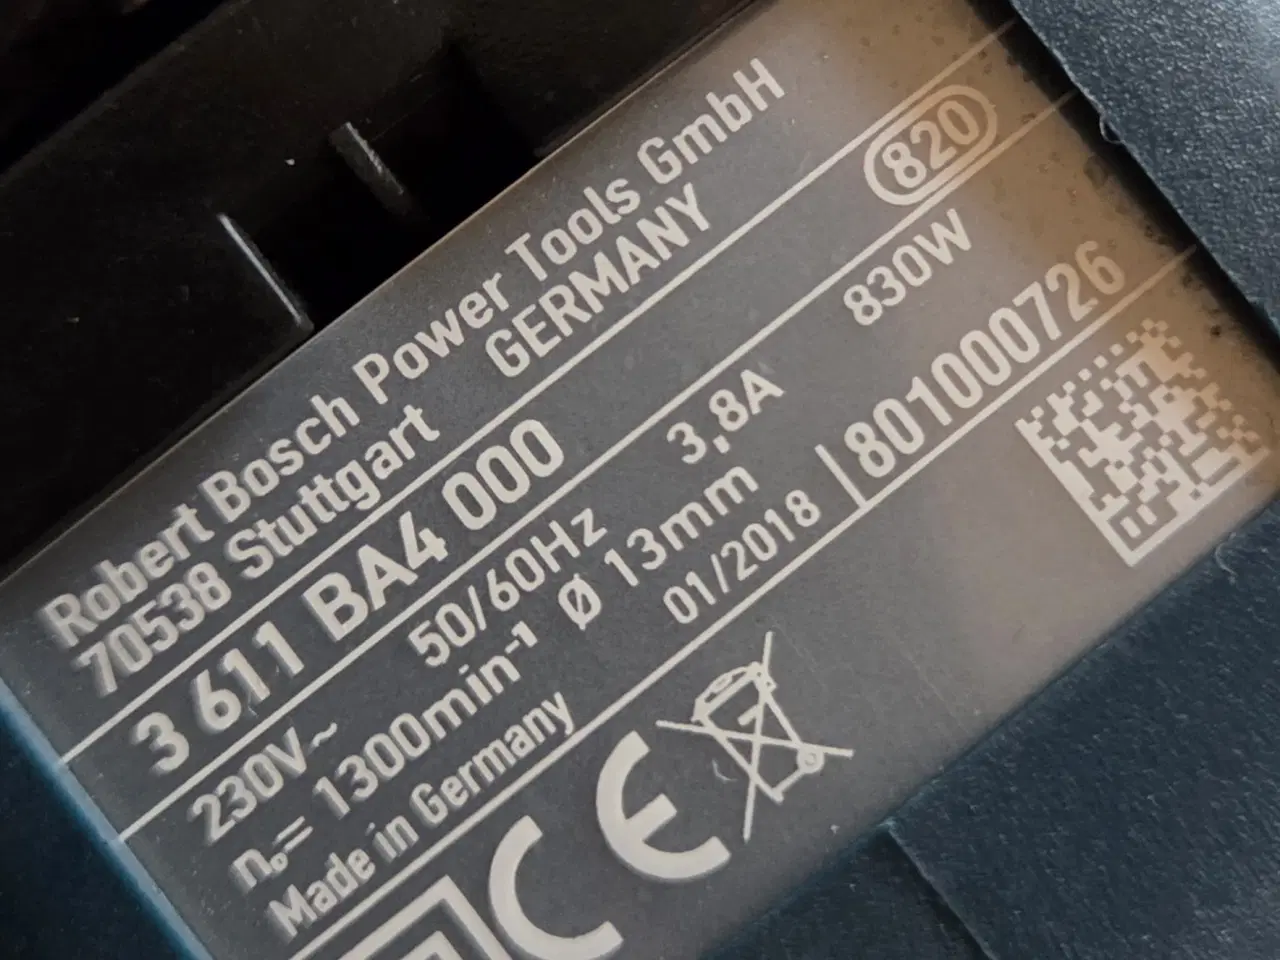 Robert Bosch Power Tools GmbH
70538 Stuttgart GERMANY
3 611 BA4 000 820
230V~ 50/60Hz 3,8A 830W
n₀= 1300min⁻¹ Ø 13mm
Made in Germany 01/2018 | 801000726
CE